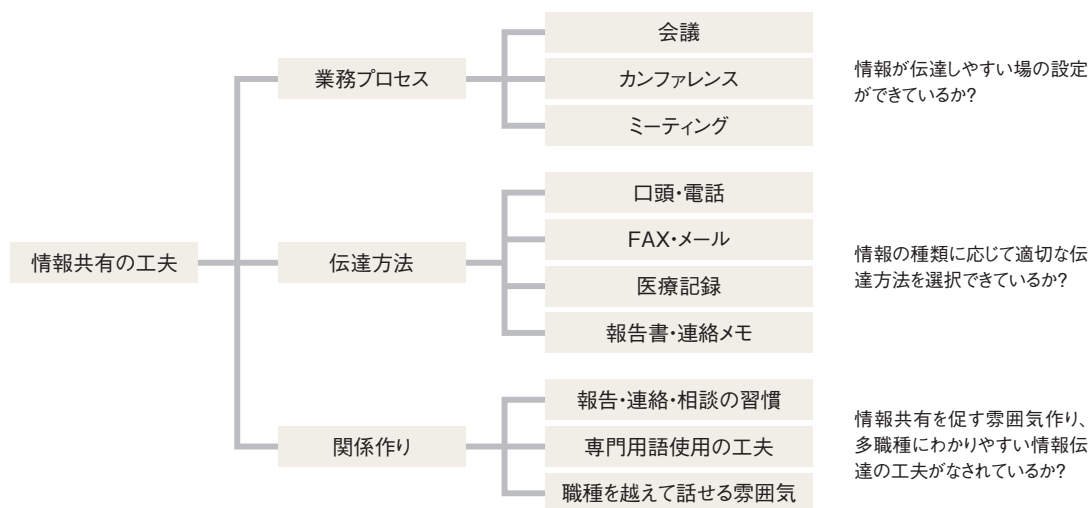 情報共有の工夫
業務プロセス
会議
カンファレンス
ミーティング
情報が伝達しやすい場の設定
ができているか?
伝達方法
口頭・電話
FAX・メール
医療記録
報告書・連絡メモ
情報の種類に応じて適切な伝
達方法を選択できているか?
関係作り
報告・連絡・相談の習慣
専門用語使用の工夫
職種を越えて話せる雰囲気
情報共有を促す雰囲気作り、
多職種にわかりやすい情報伝
達の工夫がなされているか?